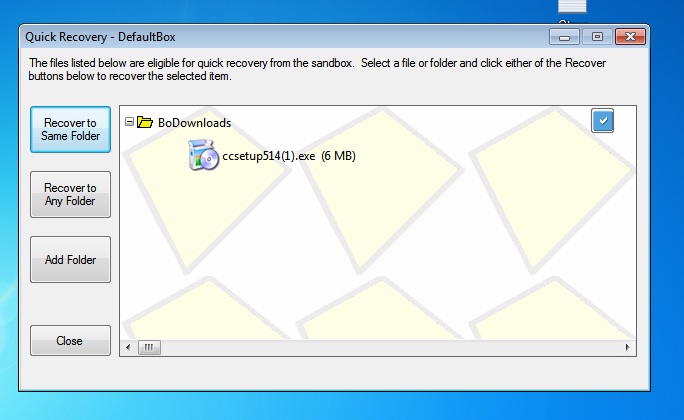 Quick Recovery - DefaultBox
The files listed below are eligible for quick recovery from the sandbox. Select a file or folder and click either of the Recover
buttons below to recover the selected item.
Recover to
Same Folder
BoDownloads
ccsetup514(1).exe (6 MB)
Recover to
Any Folder
Add Folder
Close